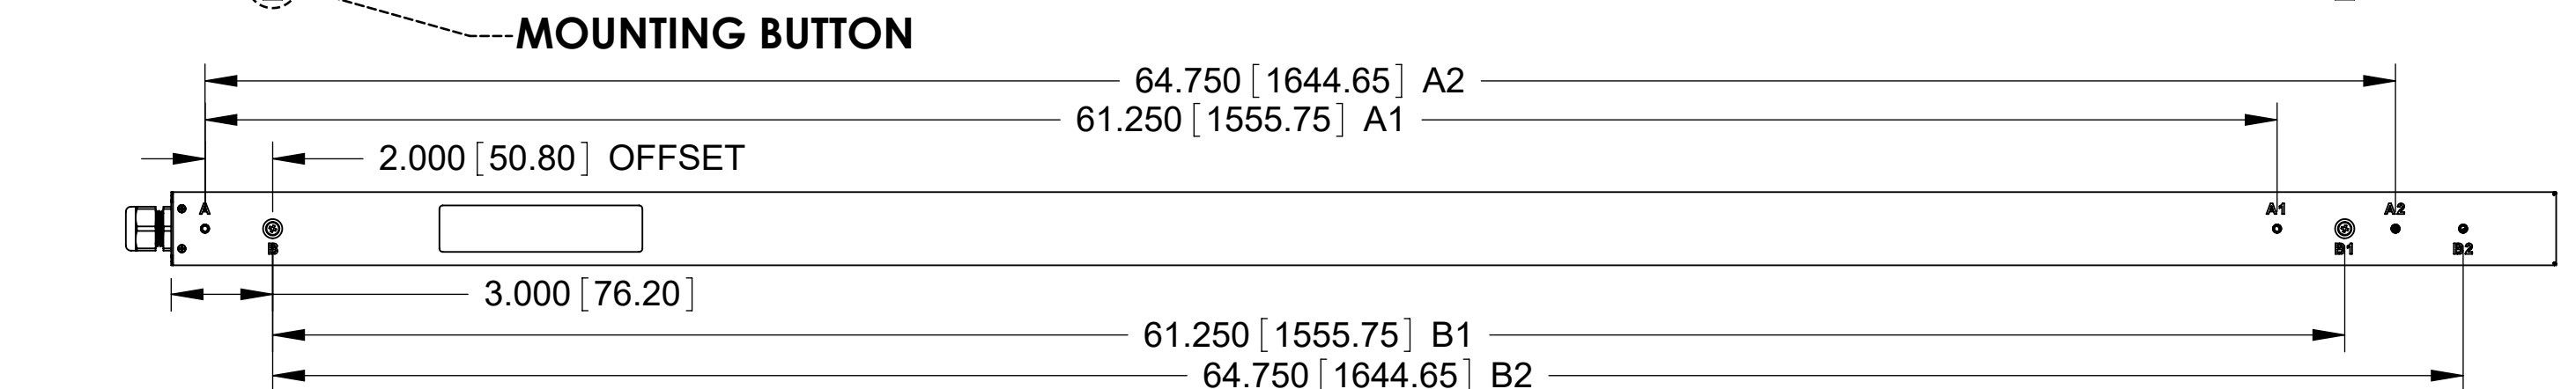 MOUNTING BUTTON
64.750 [1644.65] A2
61.250 [1555.75] A1
2.000 [50.80] OFFSET
A A1 A2
B B1 B2
3.000 [76.20]
61.250 [1555.75] B1
64.750 [1644.65] B2